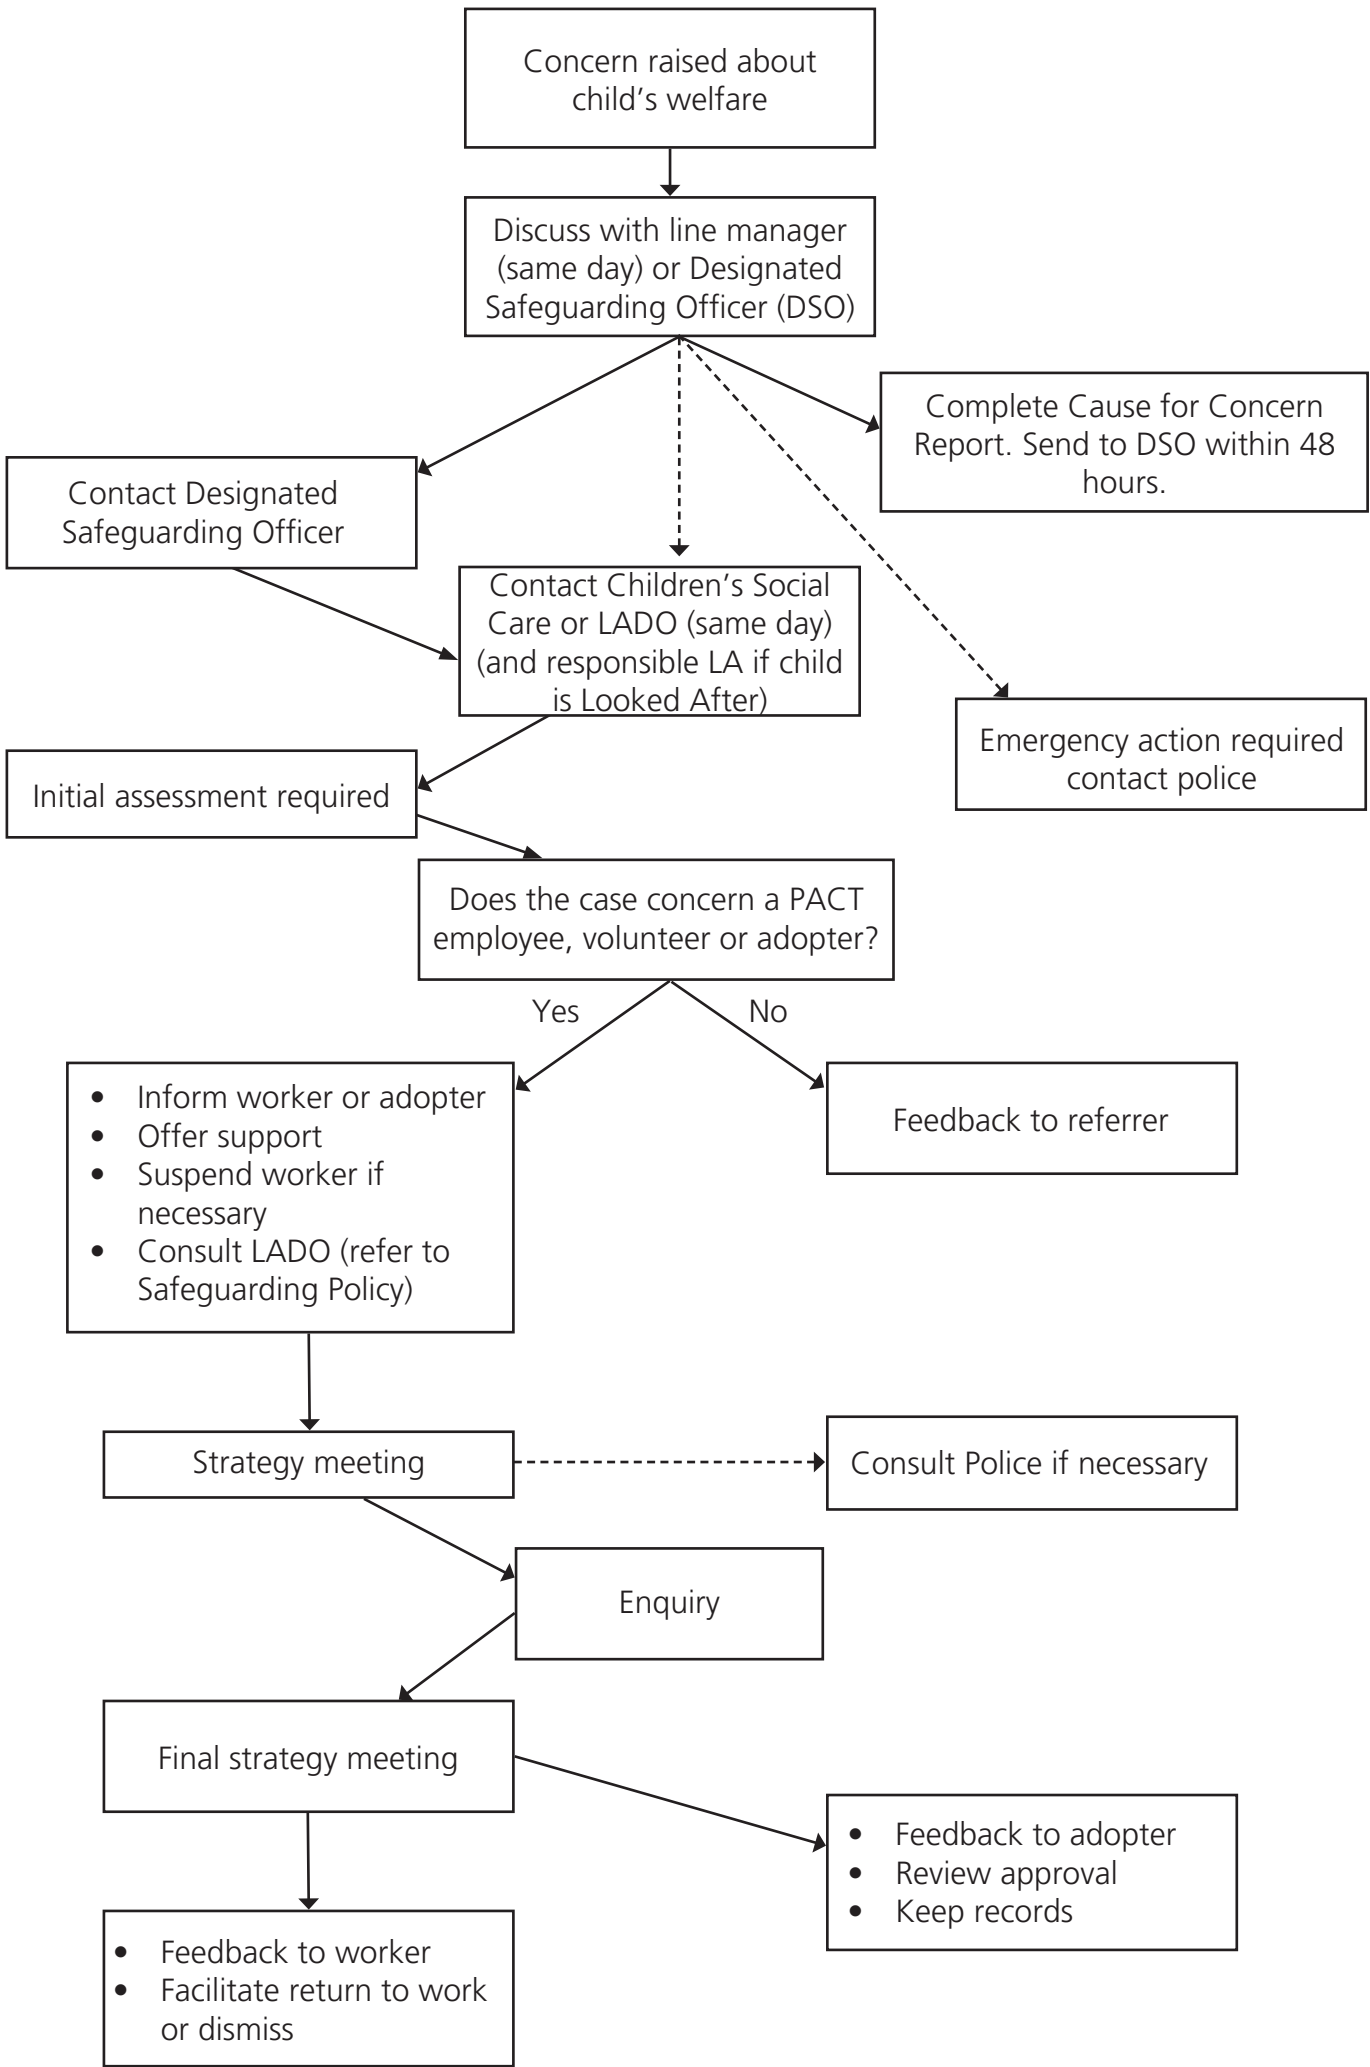 Concern raised about
child’s welfare
Discuss with line manager
(same day) or Designated
Safeguarding Officer (DSO)
Complete Cause for Concern
Report. Send to DSO within 48
hours.
Contact Designated
Safeguarding Officer
Contact Children’s Social
Care or LADO (same day)
(and responsible LA if child
is Looked After)
Emergency action required
contact police
Initial assessment required
Does the case concern a PACT
employee, volunteer or adopter?
Yes
No
• Inform worker or adopter
• Offer support
• Suspend worker if
necessary
• Consult LADO (refer to
Safeguarding Policy)
Feedback to referrer
Strategy meeting
Consult Police if necessary
Enquiry
Final strategy meeting
• Feedback to adopter
• Review approval
• Keep records
• Feedback to worker
• Facilitate return to work
or dismiss